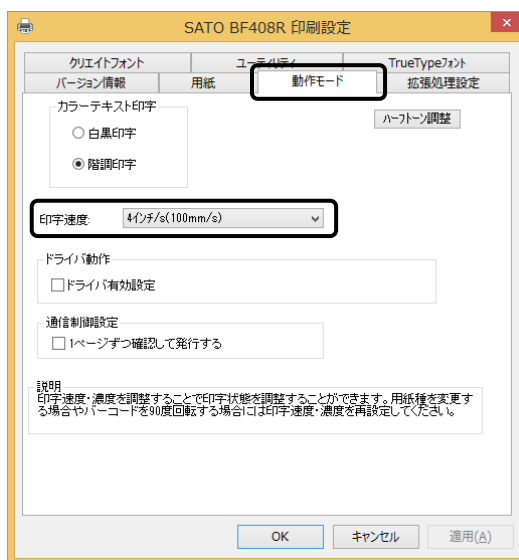 SATO BF408R 印刷設定
クリエイトフォント
ユーティリティ
TrueTypeフォント
バージョン情報
用紙
動作モード
拡張処理設定
カラーテキスト印字
ハーフトーン調整
白黒印字
階調印字
印字速度:
4インチ/s(100mm/s)
ドライバ動作
ドライバ有効設定
通信制御設定
1ページずつ確認して発行する
説明
印字速度・濃度を調整することで印字状態を調整することができます。用紙種を変更す
る場合やバーコードを90度回転する場合には印字速度・濃度を再設定してください。
OK
キャンセル
適用(A)